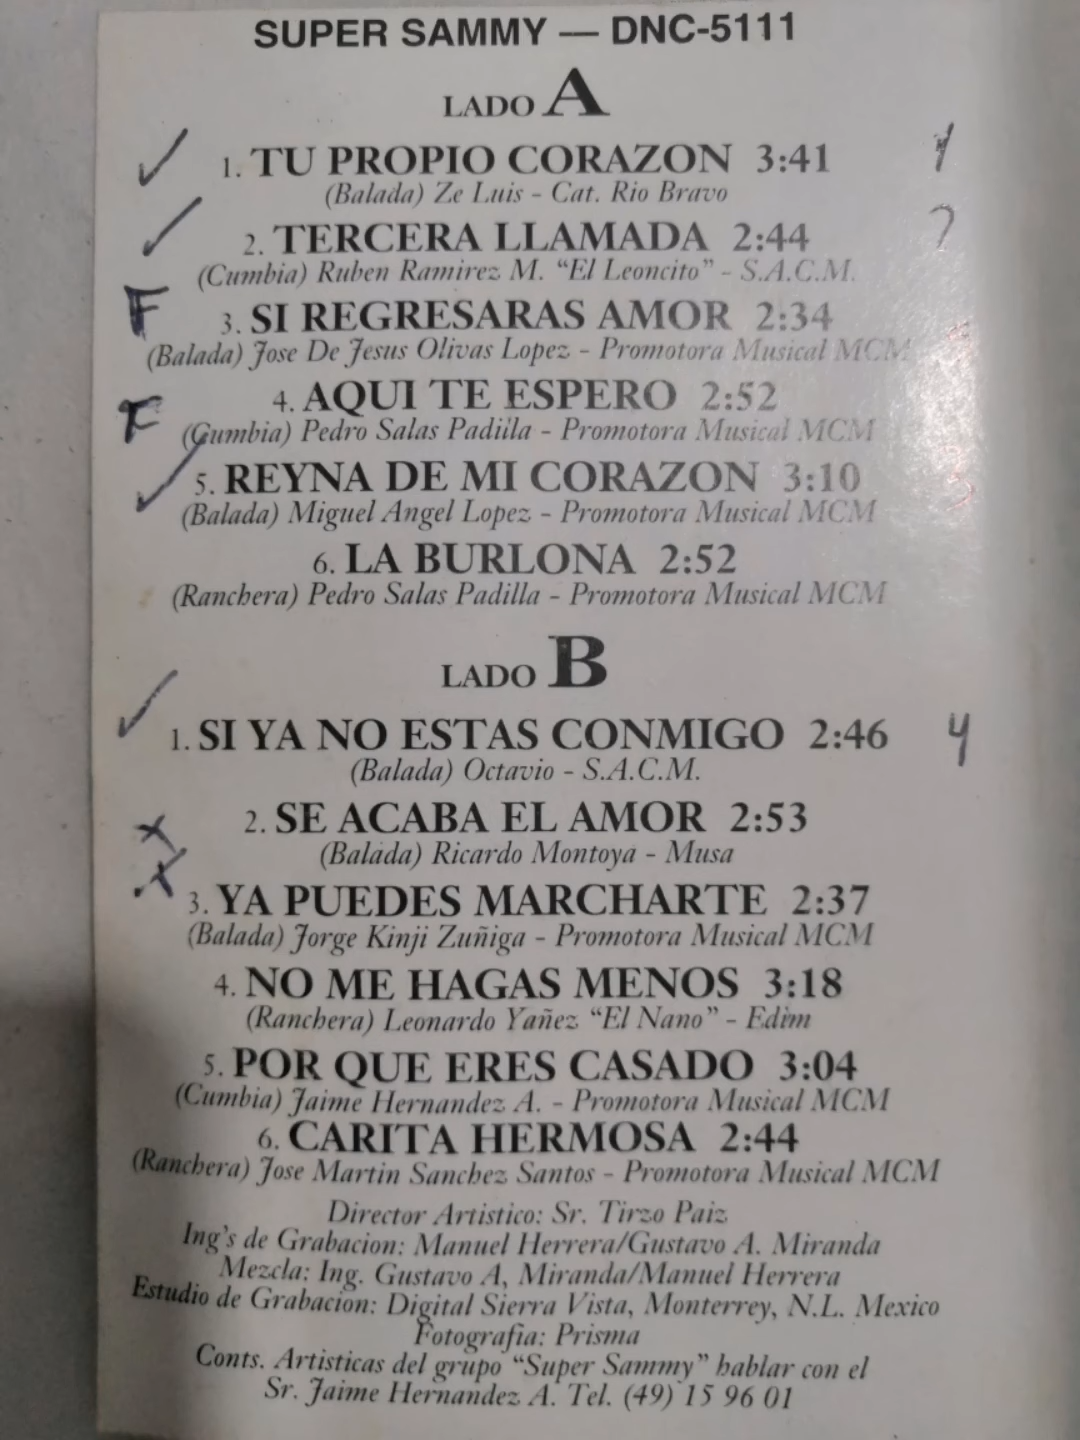 SUPER SAMMY — DNC-5111
LADO A
1. TU PROPIO CORAZON 3:41
(Balada) Ze Luis - Cat. Rio Bravo
2. TERCERA LLAMADA 2:44
(Cumbia) Ruben Ramirez M. “El Leoncito” - S.A.C.M.
F 3. SI REGRESARAS AMOR 2:34
(Balada) Jose De Jesus Olivas Lopez - Promotora Musical MCM
F 4. AQUI TE ESPERO 2:52
(Cumbia) Pedro Salas Padilla - Promotora Musical MCM
5. REYNA DE MI CORAZON 3:10
(Balada) Miguel Angel Lopez - Promotora Musical MCM
6. LA BURLONA 2:52
(Ranchera) Pedro Salas Padilla - Promotora Musical MCM
LADO B
1. SI YA NO ESTAS CONMIGO 2:46 4
(Balada) Octavio - S.A.C.M.
X 2. SE ACABA EL AMOR 2:53
(Balada) Ricardo Montoya - Musa
X 3. YA PUEDES MARCHARTE 2:37
(Balada) Jorge Kinji Zuñiga - Promotora Musical MCM
4. NO ME HAGAS MENOS 3:18
(Ranchera) Leonardo Yañez “El Nano” - Edim
5. POR QUE ERES CASADO 3:04
(Cumbia) Jaime Hernandez A. - Promotora Musical MCM
6. CARITA HERMOSA 2:44
(Ranchera) Jose Martin Sanchez Santos - Promotora Musical MCM
Director Artistico: Sr. Tirzo Paiz
Ing's de Grabacion: Manuel Herrera/Gustavo A. Miranda
Mezcla: Ing. Gustavo A, Miranda/Manuel Herrera
Estudio de Grabacion: Digital Sierra Vista, Monterrey, N.L. Mexico
Fotografia: Prisma
Conts. Artisticas del grupo “Super Sammy” hablar con el
Sr. Jaime Hernandez A. Tel. (49) 15 96 01